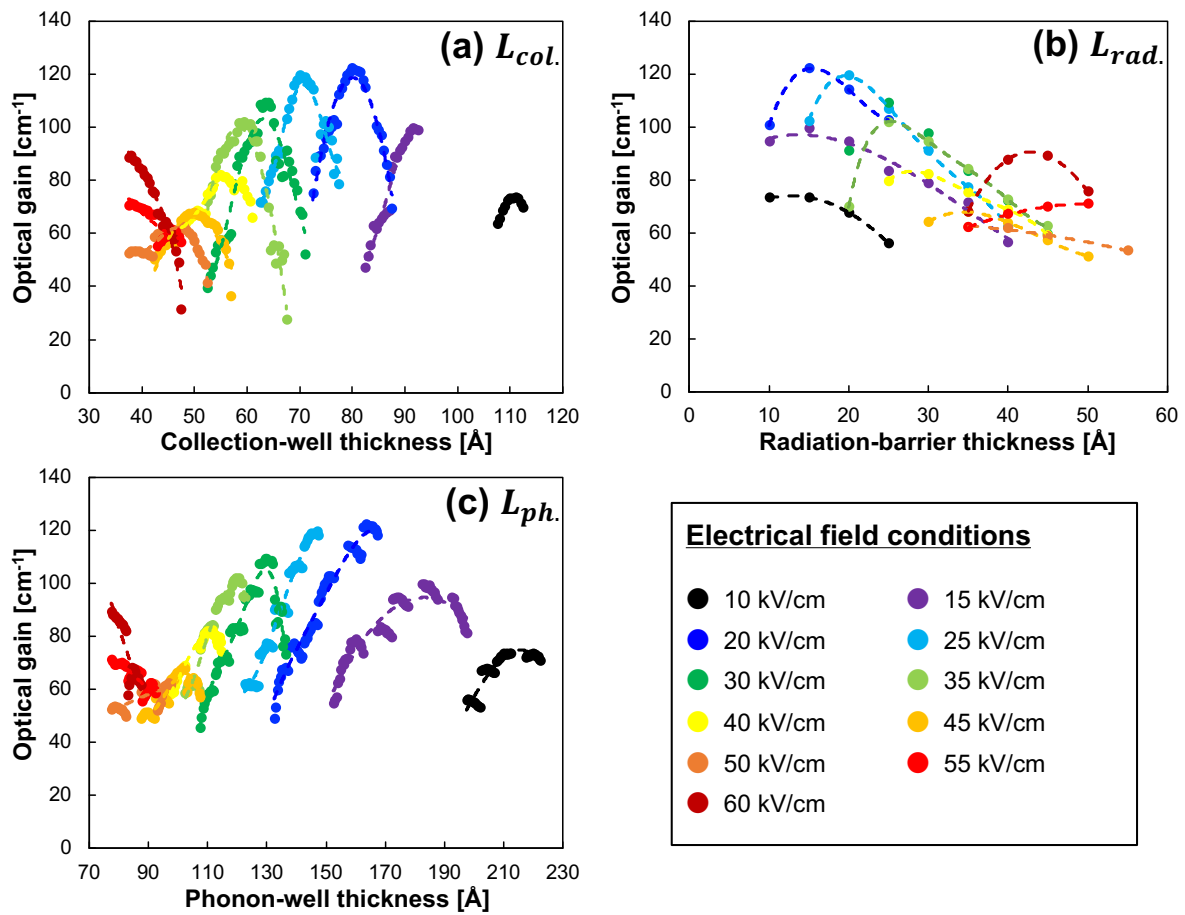 (a) L_col.
Optical gain [cm⁻¹]
140
120
100
80
60
40
20
0
30 40 50 60 70 80 90 100 110 120
Collection-well thickness [Å]
(b) L_rad.
Optical gain [cm⁻¹]
140
120
100
80
60
40
20
0
0 10 20 30 40 50 60
Radiation-barrier thickness [Å]
(c) L_ph.
Optical gain [cm⁻¹]
140
120
100
80
60
40
20
0
70 90 110 130 150 170 190 210 230
Phonon-well thickness [Å]
Electrical field conditions
10 kV/cm 15 kV/cm
20 kV/cm 25 kV/cm
30 kV/cm 35 kV/cm
40 kV/cm 45 kV/cm
50 kV/cm 55 kV/cm
60 kV/cm